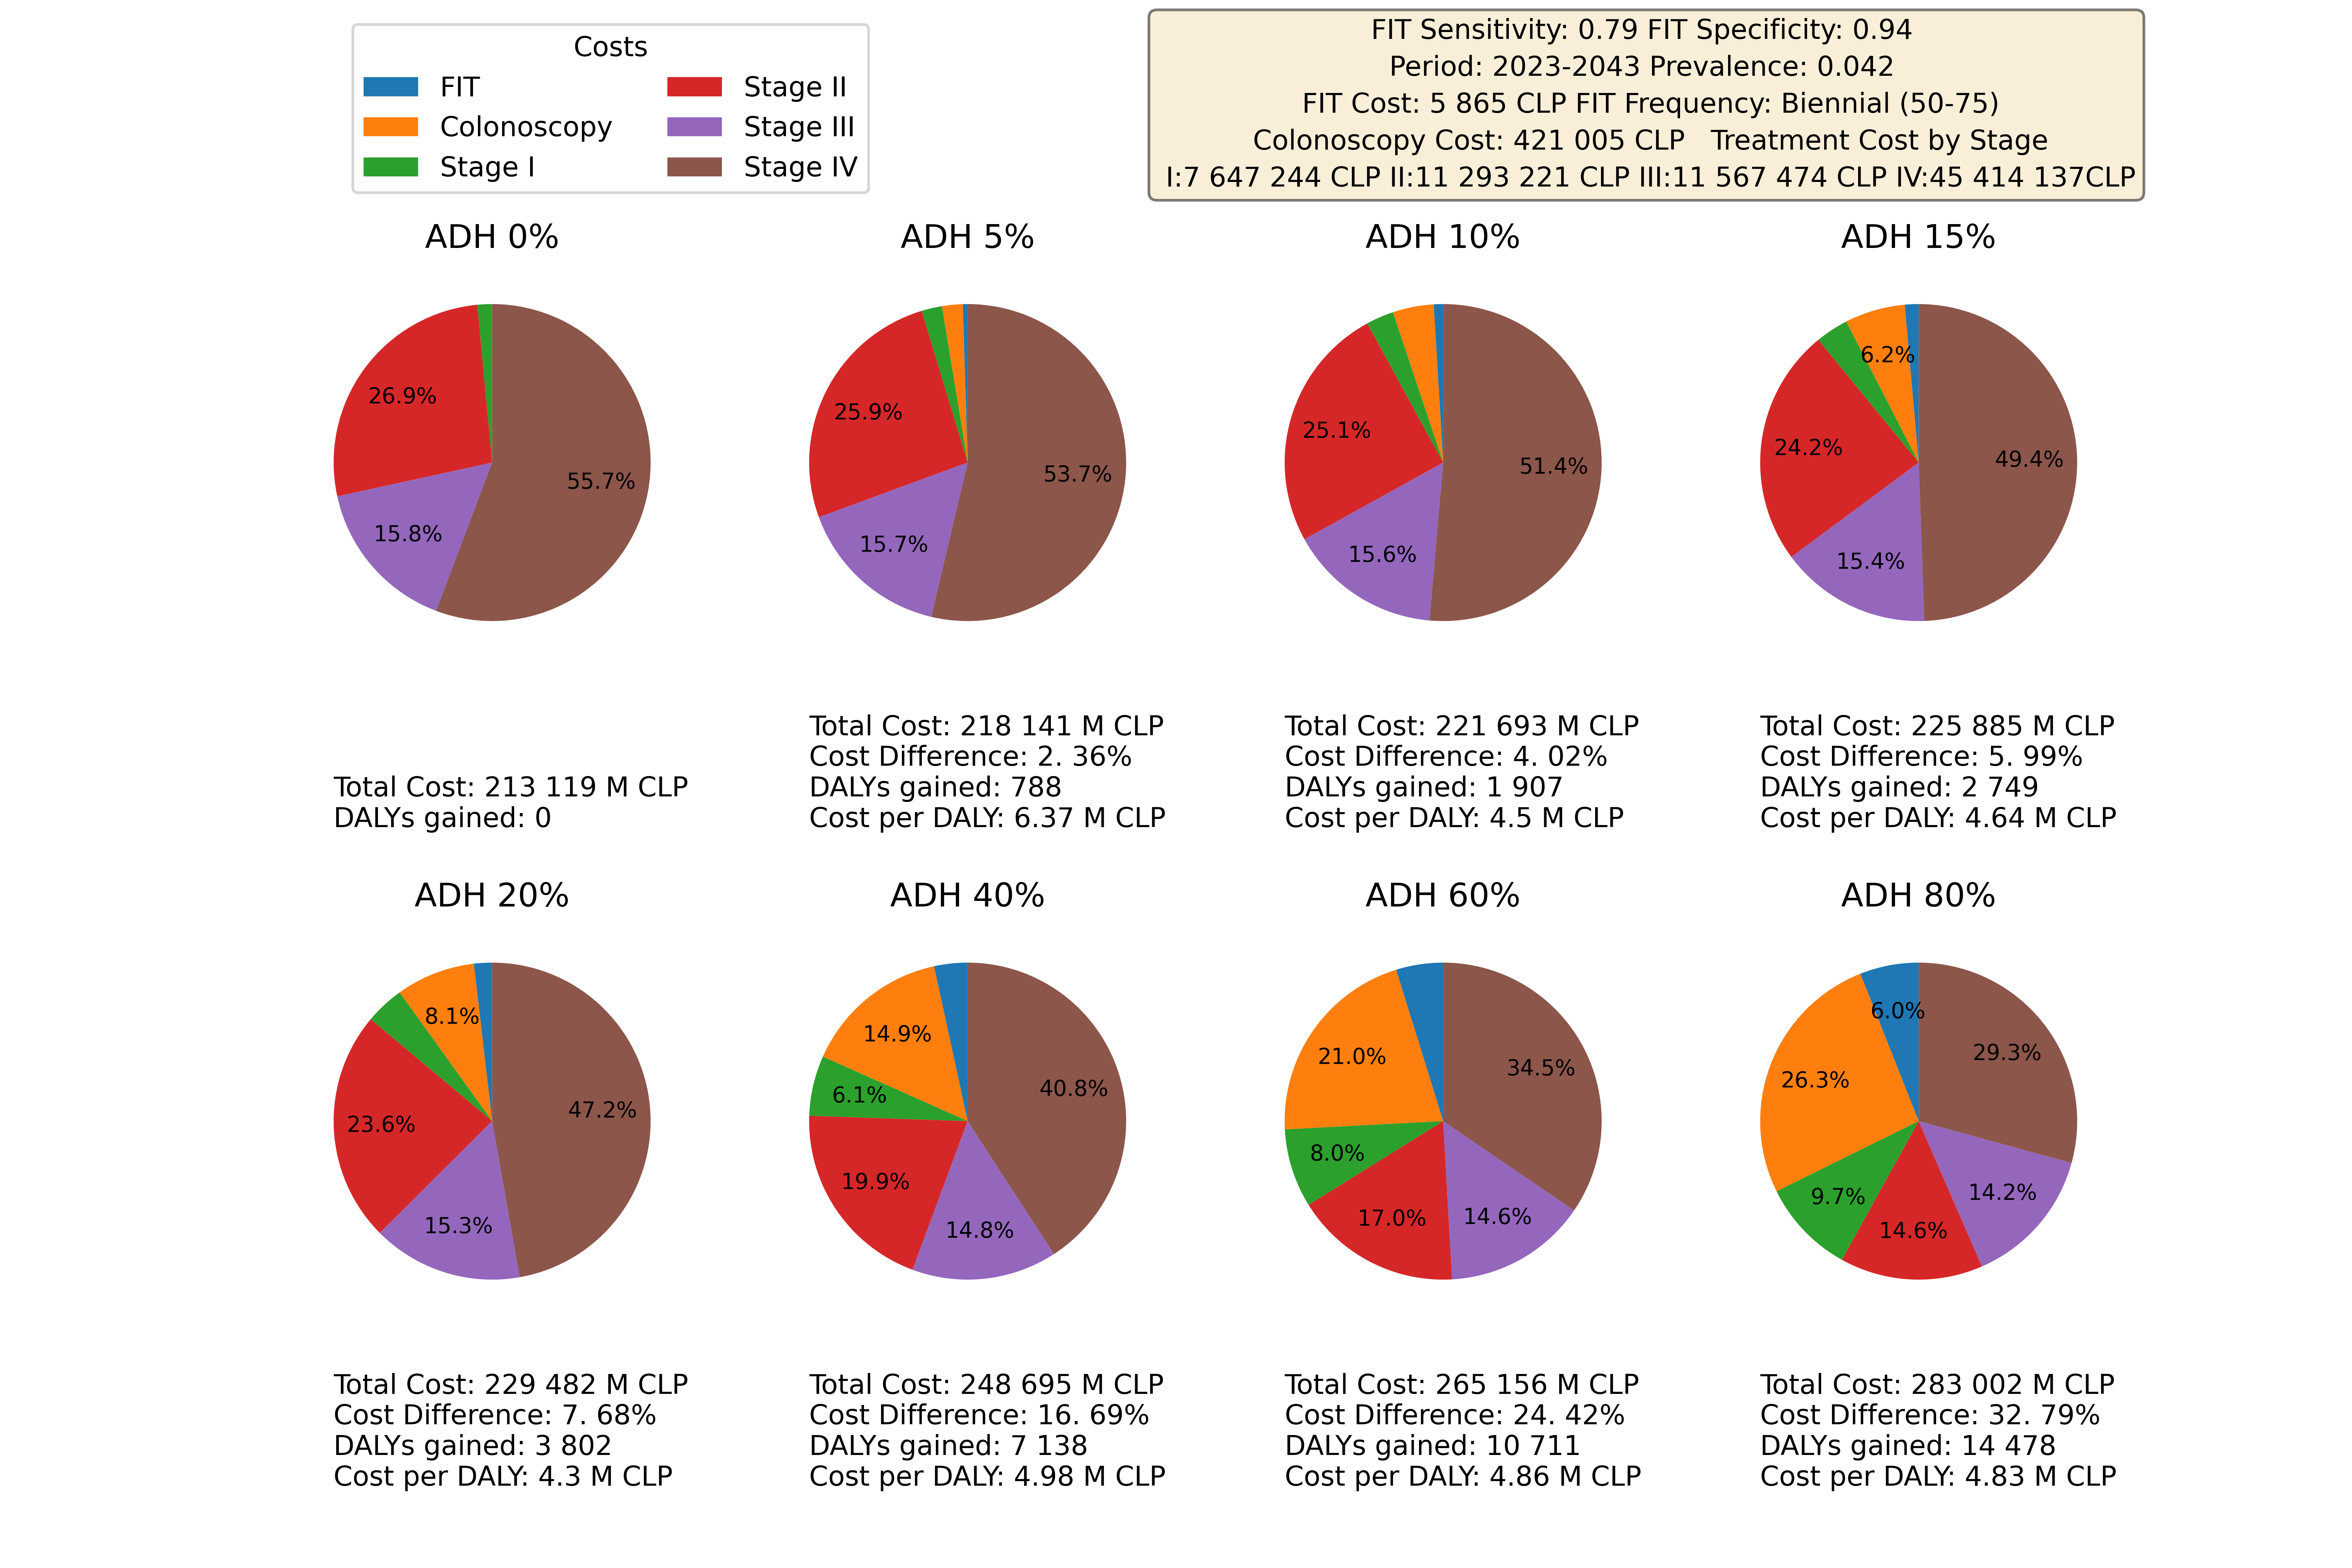 Costs
FIT
Colonoscopy
Stage I
Stage II
Stage III
Stage IV
FIT Sensitivity: 0.79 FIT Specificity: 0.94
Period: 2023-2043 Prevalence: 0.042
FIT Cost: 5 865 CLP FIT Frequency: Biennial (50-75)
Colonoscopy Cost: 421 005 CLP   Treatment Cost by Stage
I:7 647 244 CLP II:11 293 221 CLP III:11 567 474 CLP IV:45 414 137CLP
ADH 0%
26.9%
55.7%
15.8%
Total Cost: 213 119 M CLP
DALYs gained: 0
ADH 5%
25.9%
53.7%
15.7%
Total Cost: 218 141 M CLP
Cost Difference: 2. 36%
DALYs gained: 788
Cost per DALY: 6.37 M CLP
ADH 10%
25.1%
51.4%
15.6%
Total Cost: 221 693 M CLP
Cost Difference: 4. 02%
DALYs gained: 1 907
Cost per DALY: 4.5 M CLP
ADH 15%
6.2%
24.2%
49.4%
15.4%
Total Cost: 225 885 M CLP
Cost Difference: 5. 99%
DALYs gained: 2 749
Cost per DALY: 4.64 M CLP
ADH 20%
8.1%
47.2%
23.6%
15.3%
Total Cost: 229 482 M CLP
Cost Difference: 7. 68%
DALYs gained: 3 802
Cost per DALY: 4.3 M CLP
ADH 40%
14.9%
40.8%
6.1%
19.9%
14.8%
Total Cost: 248 695 M CLP
Cost Difference: 16. 69%
DALYs gained: 7 138
Cost per DALY: 4.98 M CLP
ADH 60%
21.0%
34.5%
8.0%
17.0%
14.6%
Total Cost: 265 156 M CLP
Cost Difference: 24. 42%
DALYs gained: 10 711
Cost per DALY: 4.86 M CLP
ADH 80%
6.0%
29.3%
26.3%
14.2%
9.7%
14.6%
Total Cost: 283 002 M CLP
Cost Difference: 32. 79%
DALYs gained: 14 478
Cost per DALY: 4.83 M CLP